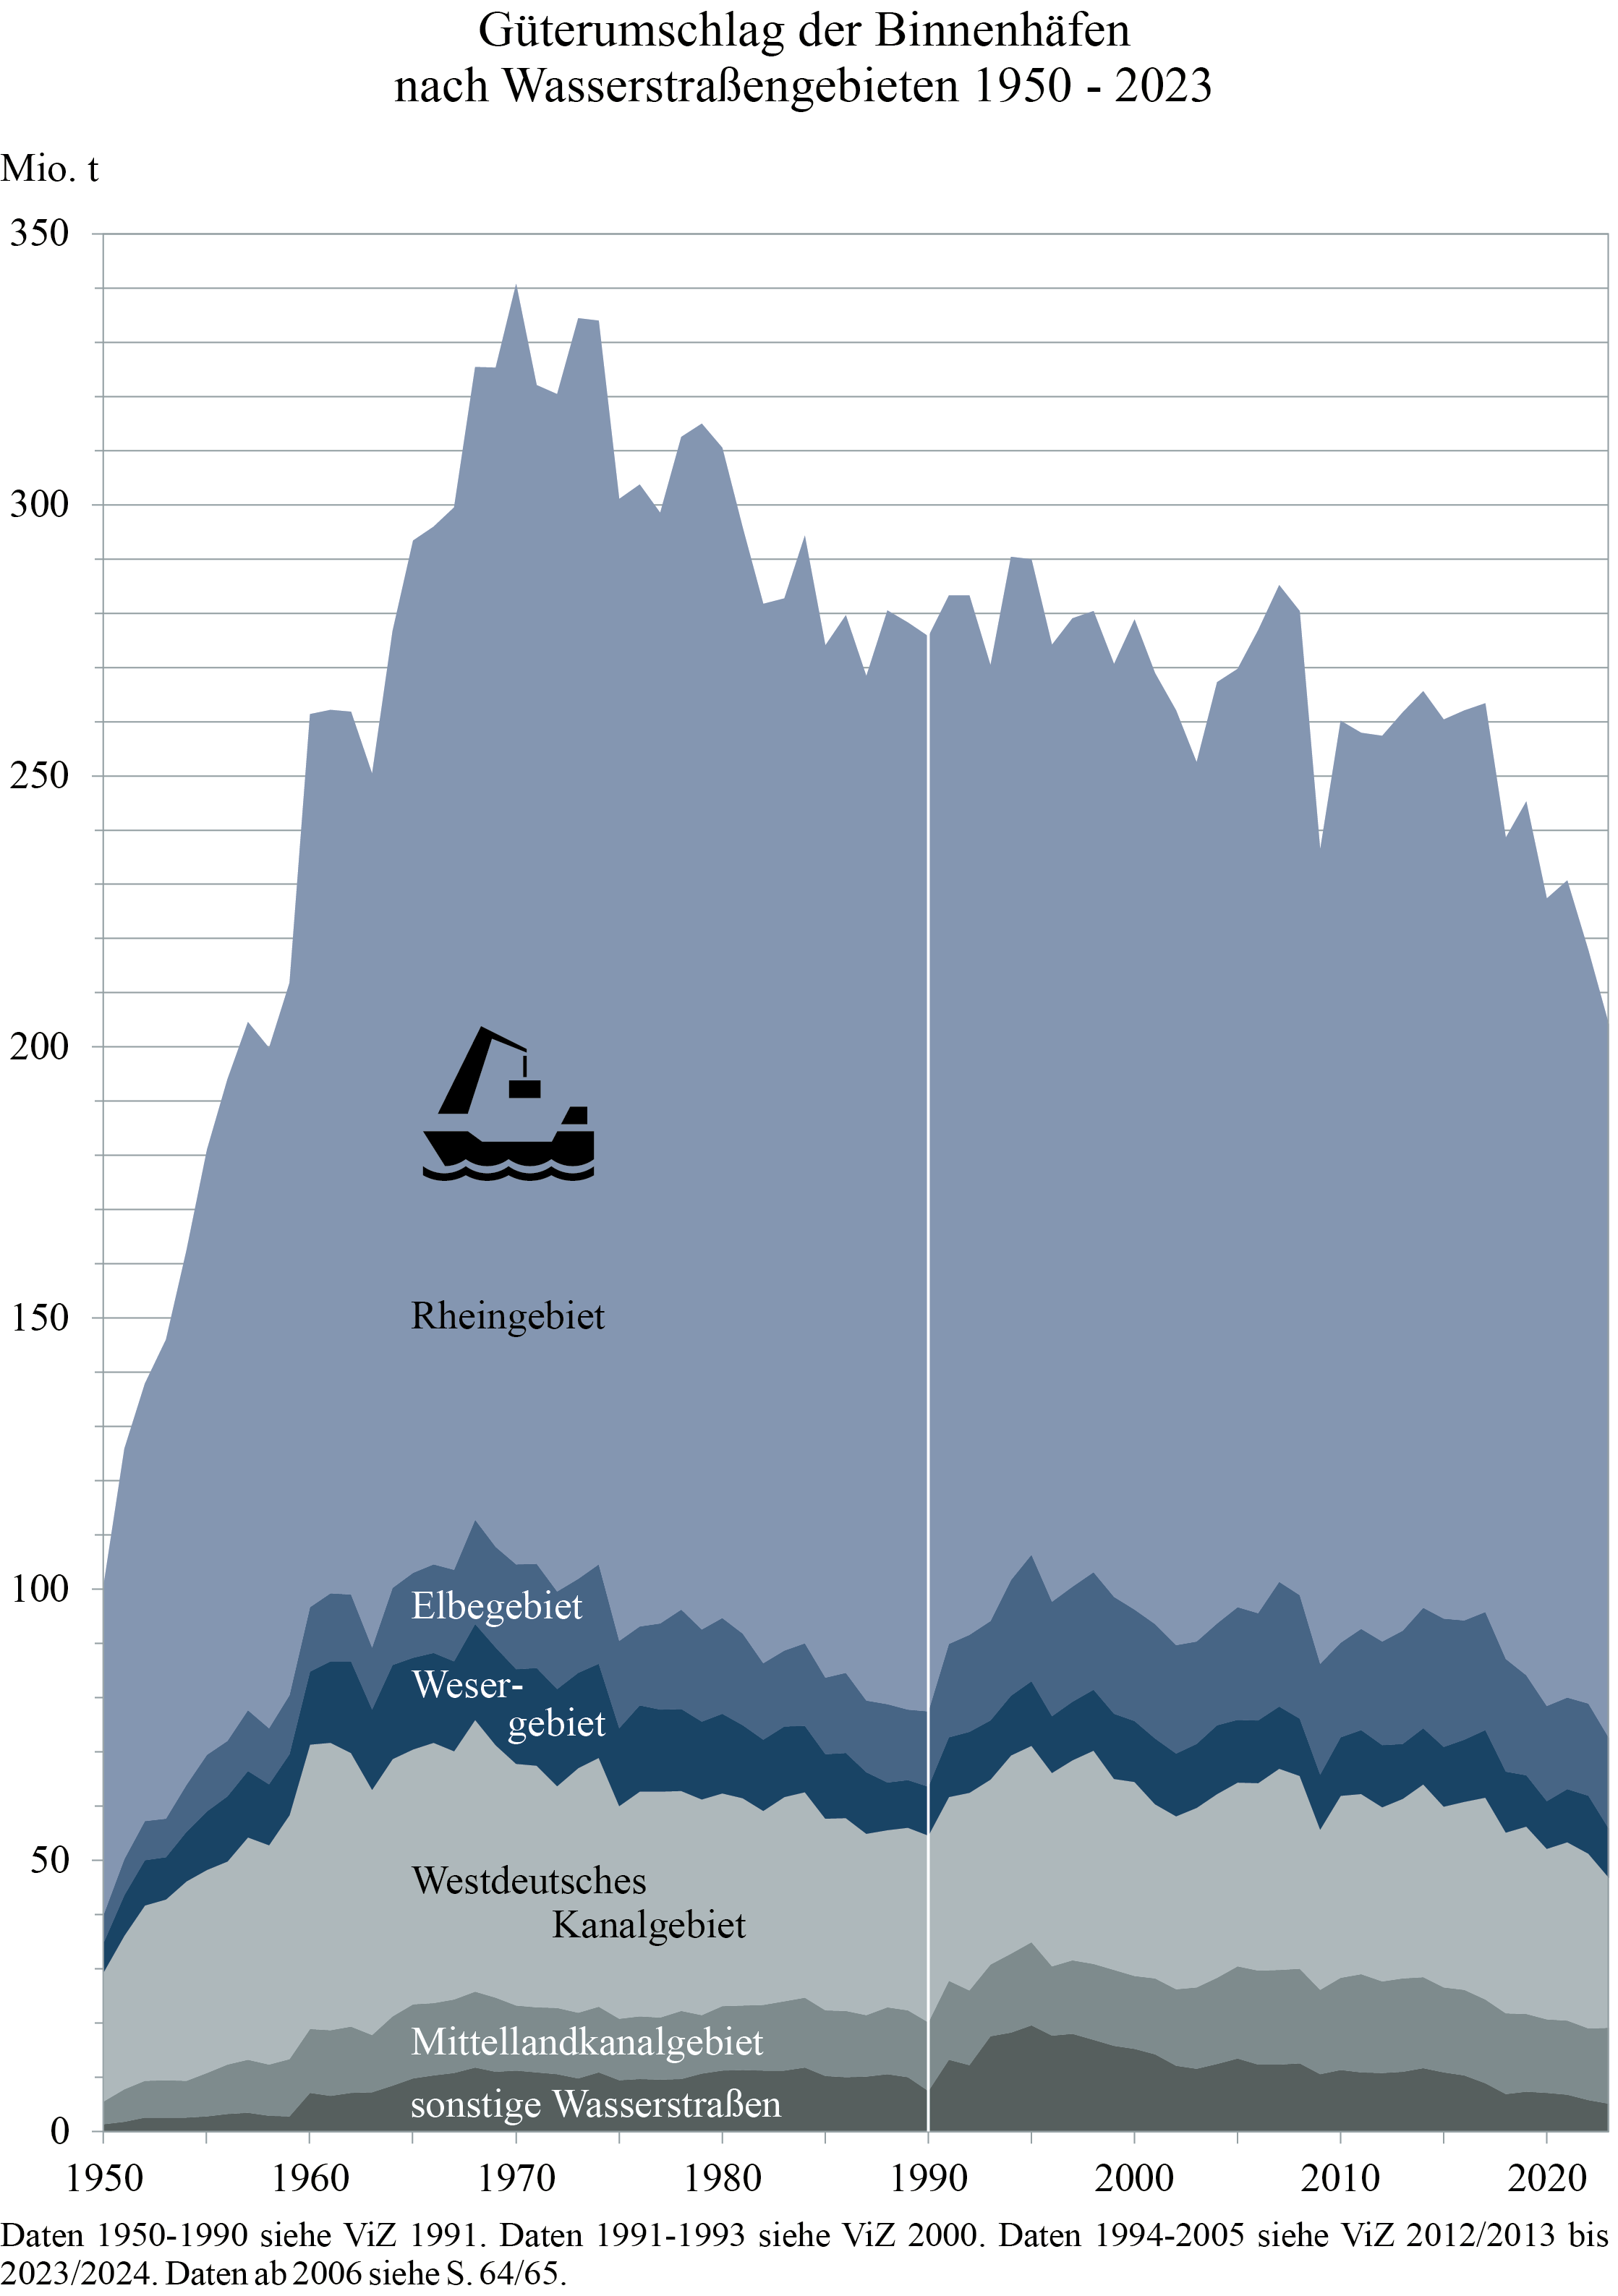 Güterumschlag der Binnenhäfen
nach Wasserstraßengebieten 1950 - 2023
Mio. t
350
300
250
200
150
100
50
0
Rheingebiet
Elbegebiet
Weser-
gebiet
Westdeutsches
Kanalgebiet
Mittellandkanalgebiet
sonstige Wasserstraßen
1950 1960 1970 1980 1990 2000 2010 2020
Daten 1950-1990 siehe ViZ 1991. Daten 1991-1993 siehe ViZ 2000. Daten 1994-2005 siehe ViZ 2012/2013 bis
2023/2024. Daten ab 2006 siehe S. 64/65.